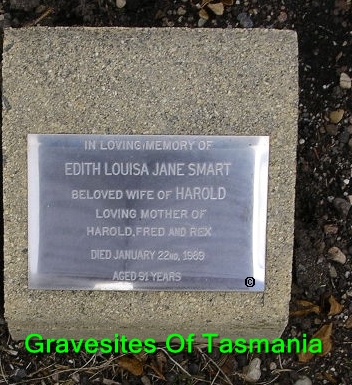 IN LOVING MEMORY OF
EDITH LOUISA JANE SMART
BELOVED WIFE OF HAROLD
LOVING MOTHER OF
HAROLD, FRED AND REX
DIED JANUARY 22ND, 1989
AGED 91 YEARS
©
Gravesites Of Tasmania